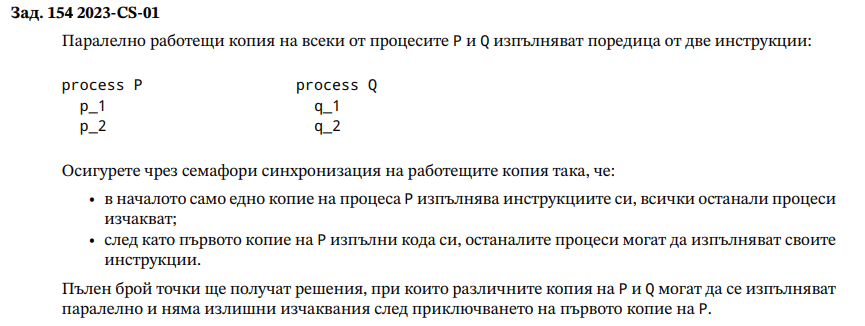 Зад. 154 2023-CS-01
Паралелно работещи копия на всеки от процесите P и Q изпълняват поредица от две инструкции:
process P process Q
p_1 q_1
p_2 q_2
Осигурете чрез семафори синхронизация на работещите копия така, че:
• в началото само едно копие на процеса P изпълнява инструкциите си, всички останали процеси
изчакват;
• след като първото копие на P изпълни кода си, останалите процеси могат да изпълняват своите
инструкции.
Пълен брой точки ще получат решения, при които различните копия на P и Q могат да се изпълняват
паралелно и няма излишни изчаквания след приключването на първото копие на P.